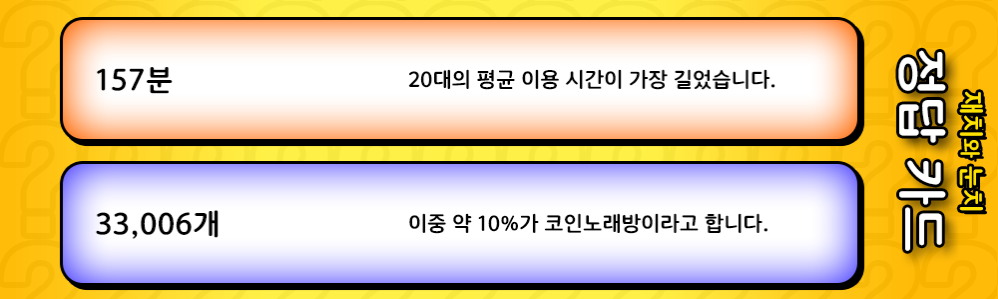 157분
20대의 평균 이용 시간이 가장 길었습니다.
33,006개
이중 약 10%가 코인노래방이라고 합니다.
재치와 눈치
정답 카드